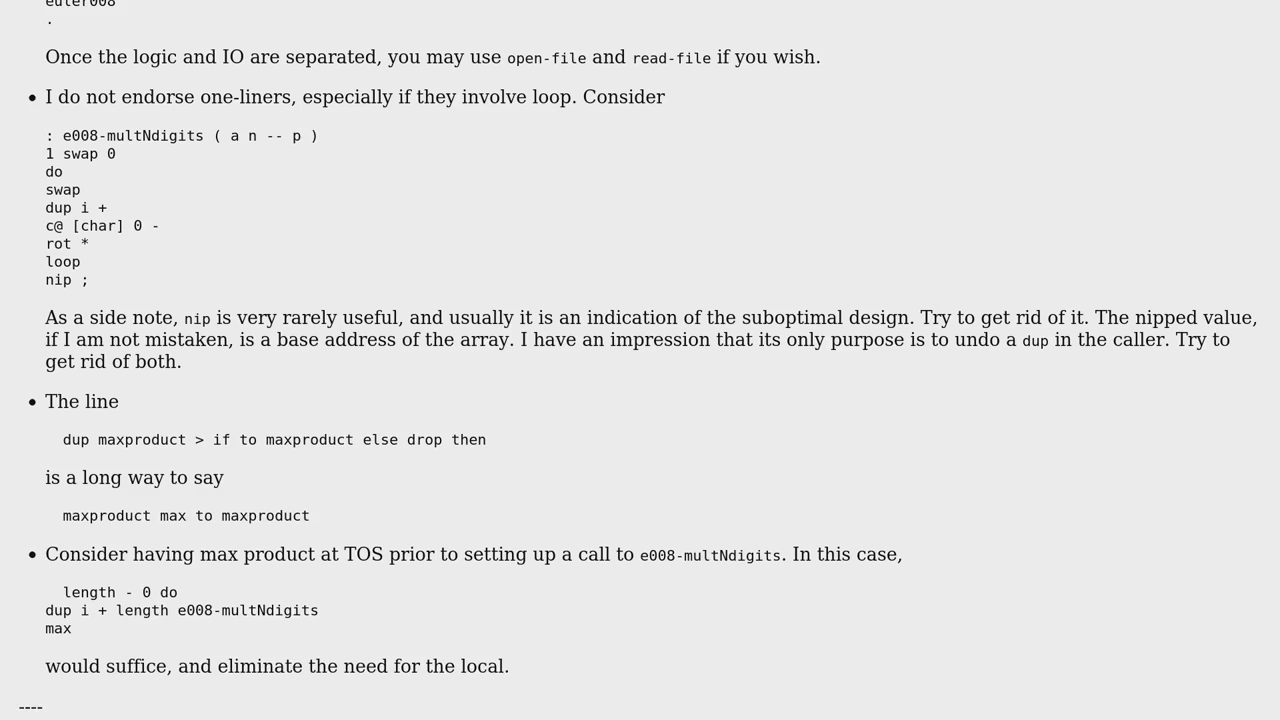 euler008
.
Once the logic and IO are separated, you may use open-file and read-file if you wish.
• I do not endorse one-liners, especially if they involve loop. Consider
: e008-multNdigits ( a n -- p )
1 swap 0
do
swap
dup i +
c@ [char] 0 -
rot *
loop
nip ;
As a side note, nip is very rarely useful, and usually it is an indication of the suboptimal design. Try to get rid of it. The nipped value,
if I am not mistaken, is a base address of the array. I have an impression that its only purpose is to undo a dup in the caller. Try to
get rid of both.
• The line
dup maxproduct > if to maxproduct else drop then
is a long way to say
maxproduct max to maxproduct
• Consider having max product at TOS prior to setting up a call to e008-multNdigits. In this case,
length - 0 do
dup i + length e008-multNdigits
max
would suffice, and eliminate the need for the local.
----